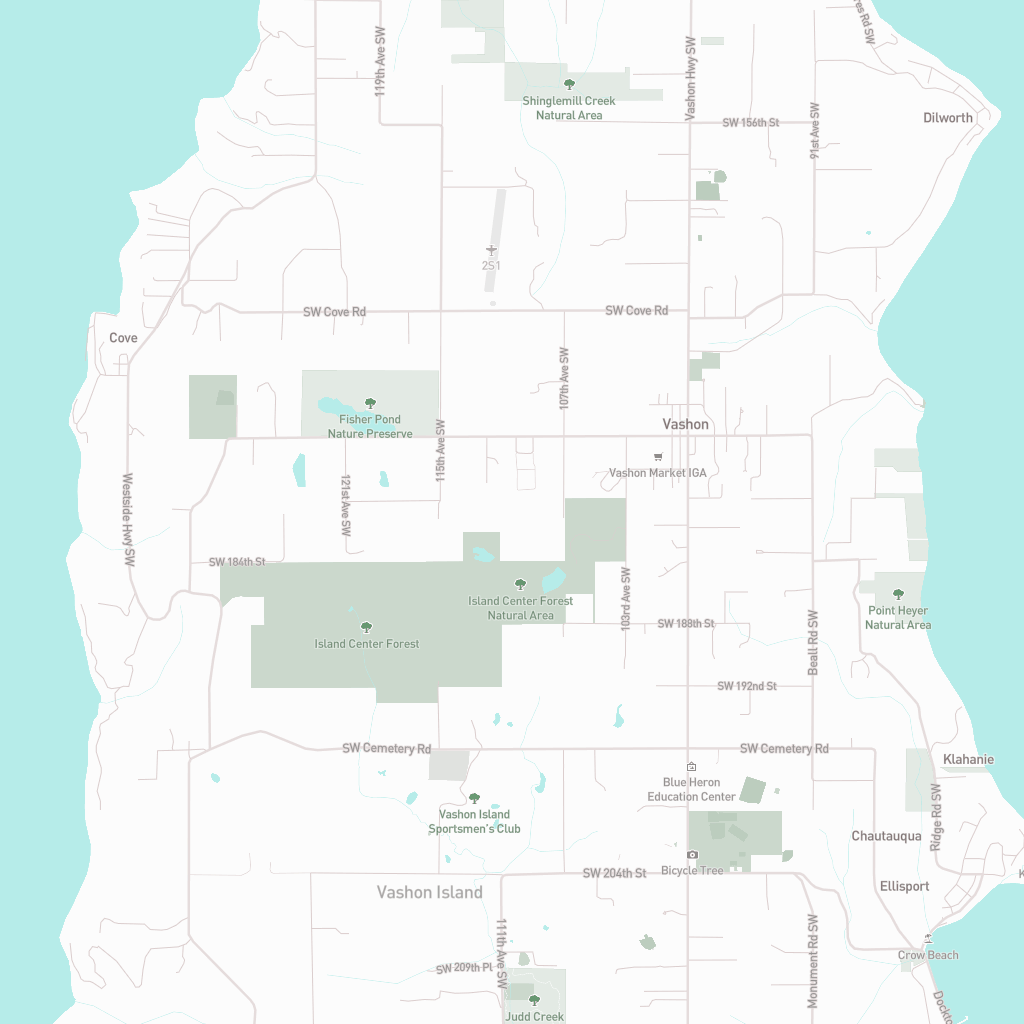 119th Ave SW
Vashon Hwy SW
Shinglemill Creek
Natural Area
SW 156th St
91st Ave SW
Dilworth
2S1
SW Cove Rd
SW Cove Rd
Cove
107th Ave SW
Fisher Pond
Nature Preserve
Vashon
115th Ave SW
Vashon Market IGA
121st Ave SW
Westside Hwy SW
SW 184th St
Island Center Forest
Natural Area
103rd Ave SW
Point Heyer
Natural Area
SW 188th St
Island Center Forest
Beall Rd SW
SW 192nd St
SW Cemetery Rd
SW Cemetery Rd
Klahanie
Blue Heron
Education Center
Vashon Island
Sportsmen's Club
Ridge Rd SW
Chautauqua
Bicycle Tree
SW 204th St
K
Vashon Island
Ellisport
111th Ave SW
Monument Rd SW
Crow Beach
SW 209th Pl
Judd Creek